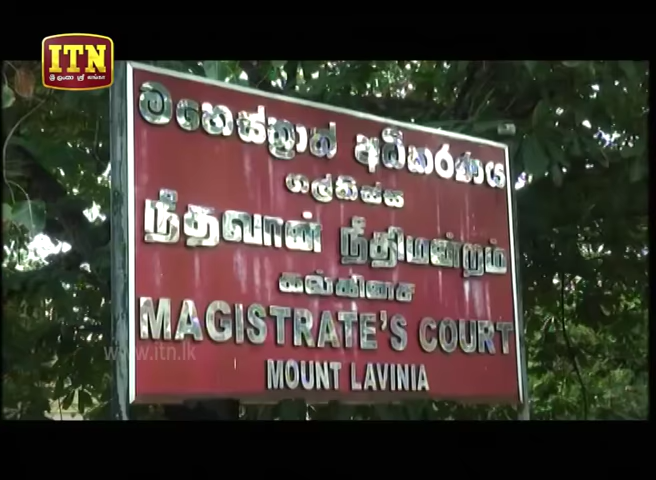 ITN
මහෙස්ත්‍රාත් අධිකරණය
ගල්කිස්ස
நீதவான் நீதிமன்றம்
கல்கிசை
MAGISTRATE'S COURT
MOUNT LAVINIA
www.itn.lk